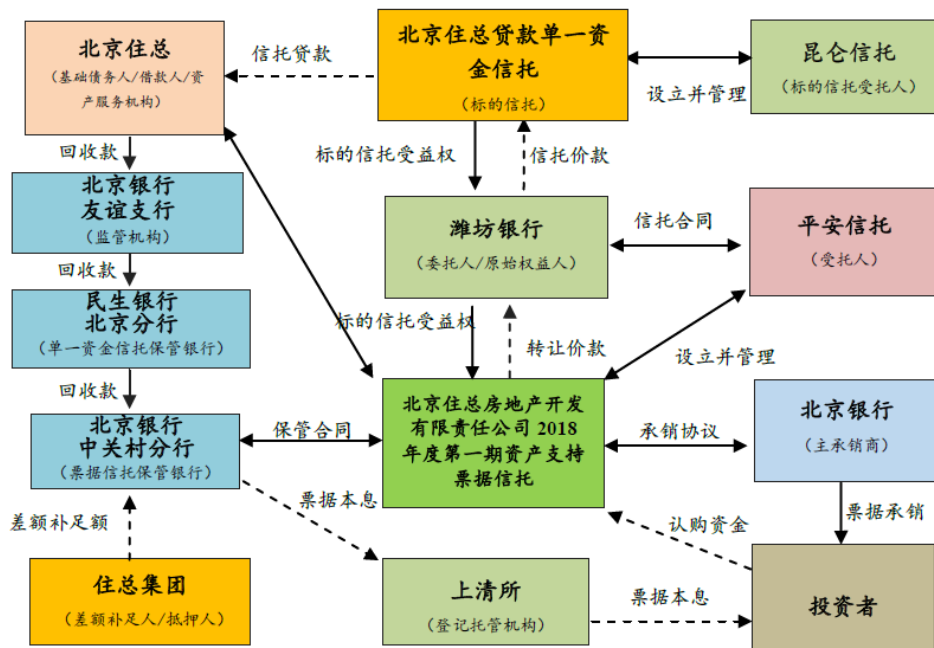 北京住总
（基础债务人/借款人/资
产服务机构）
信托贷款
北京住总贷款单一资
金信托
（标的信托）
设立并管理
昆仑信托
（标的信托受托人）
回收款
标的信托受益权
信托价款
北京银行
友谊支行
（监管机构）
潍坊银行
（委托人/原始权益人）
信托合同
平安信托
（受托人）
回收款
民生银行
北京分行
（单一资金信托保管银行）
标的信托受益权
转让价款
设立并管理
回收款
北京银行
中关村分行
（票据信托保管银行）
保管合同
北京住总房地产开发
有限责任公司 2018
年度第一期资产支持
票据信托
承销协议
北京银行
（主承销商）
差额补足额
票据本息
认购资金
票据承销
住总集团
（差额补足人/抵押人）
上清所
（登记托管机构）
票据本息
投资者